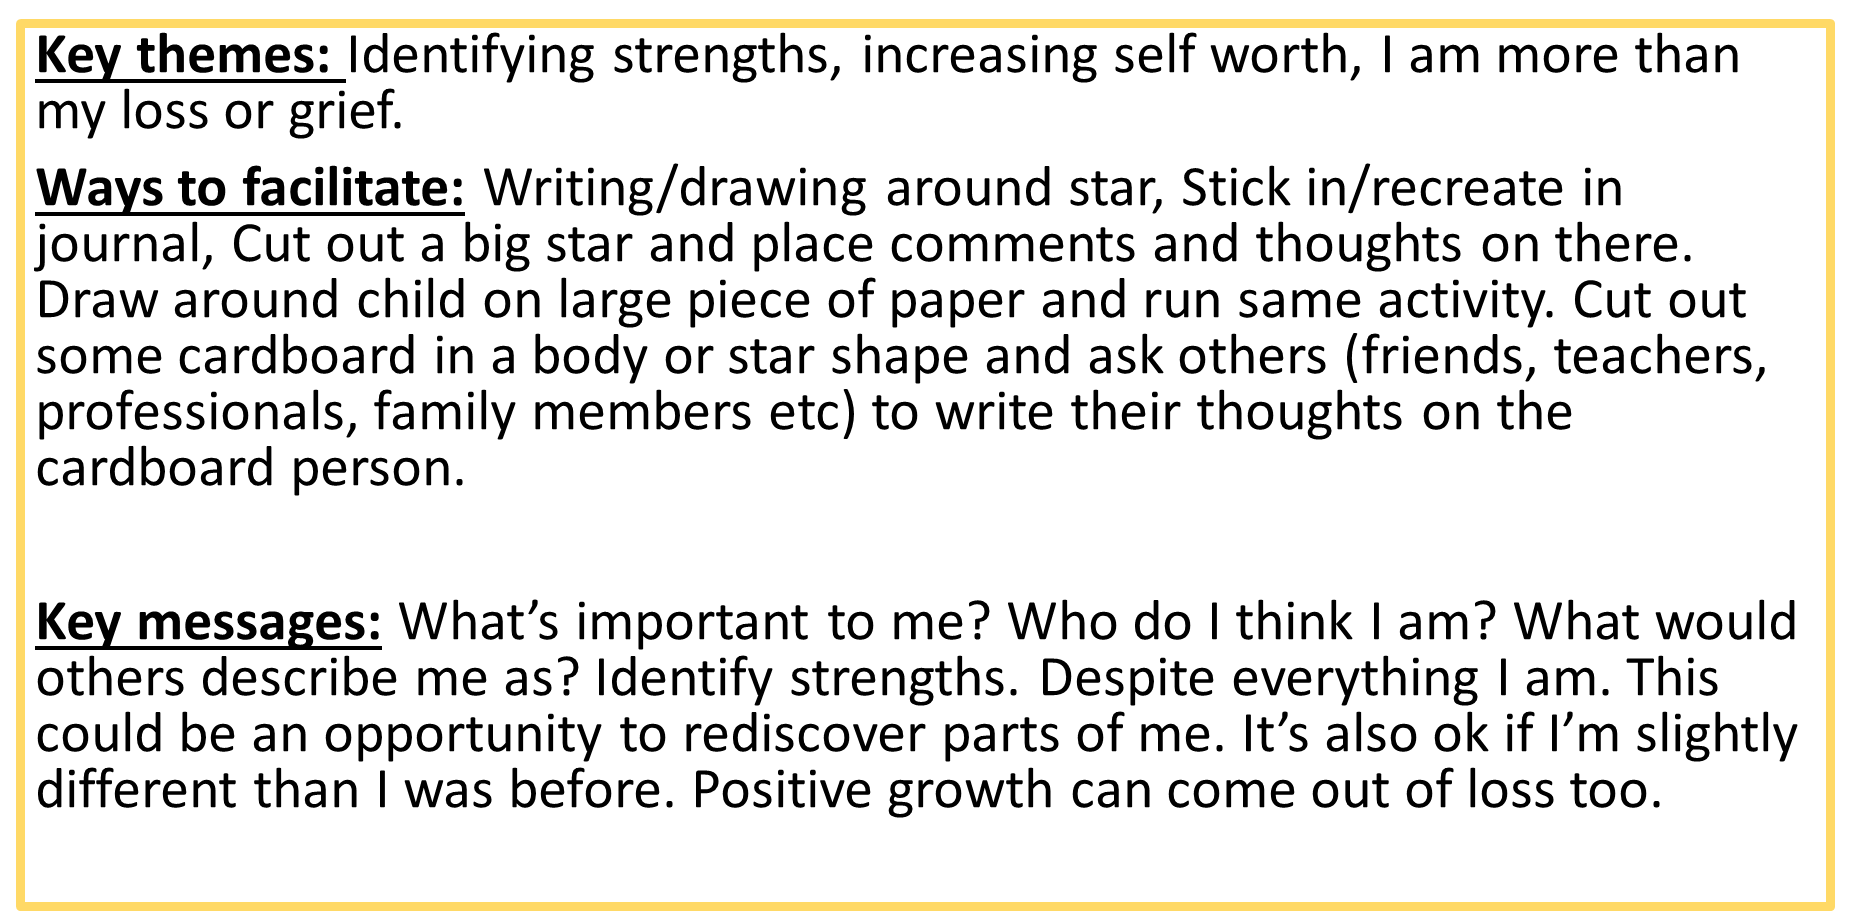 Key themes: Identifying strengths, increasing self worth, I am more than
my loss or grief.
Ways to facilitate: Writing/drawing around star, Stick in/recreate in
journal, Cut out a big star and place comments and thoughts on there.
Draw around child on large piece of paper and run same activity. Cut out
some cardboard in a body or star shape and ask others (friends, teachers,
professionals, family members etc) to write their thoughts on the
cardboard person.
Key messages: What’s important to me? Who do I think I am? What would
others describe me as? Identify strengths. Despite everything I am. This
could be an opportunity to rediscover parts of me. It’s also ok if I’m slightly
different than I was before. Positive growth can come out of loss too.